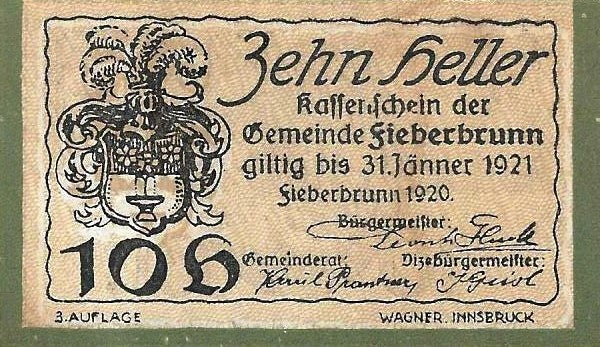 Zehn Heller
Kassenschein der
Gemeinde Fieberbrunn
giltig bis 31. Jänner 1921
Fieberbrunn 1920.
Bürgermeister:
Gemeinderat: Vizebürgermeister:
10 H
3. AUFLAGE WAGNER. INNSBRUCK